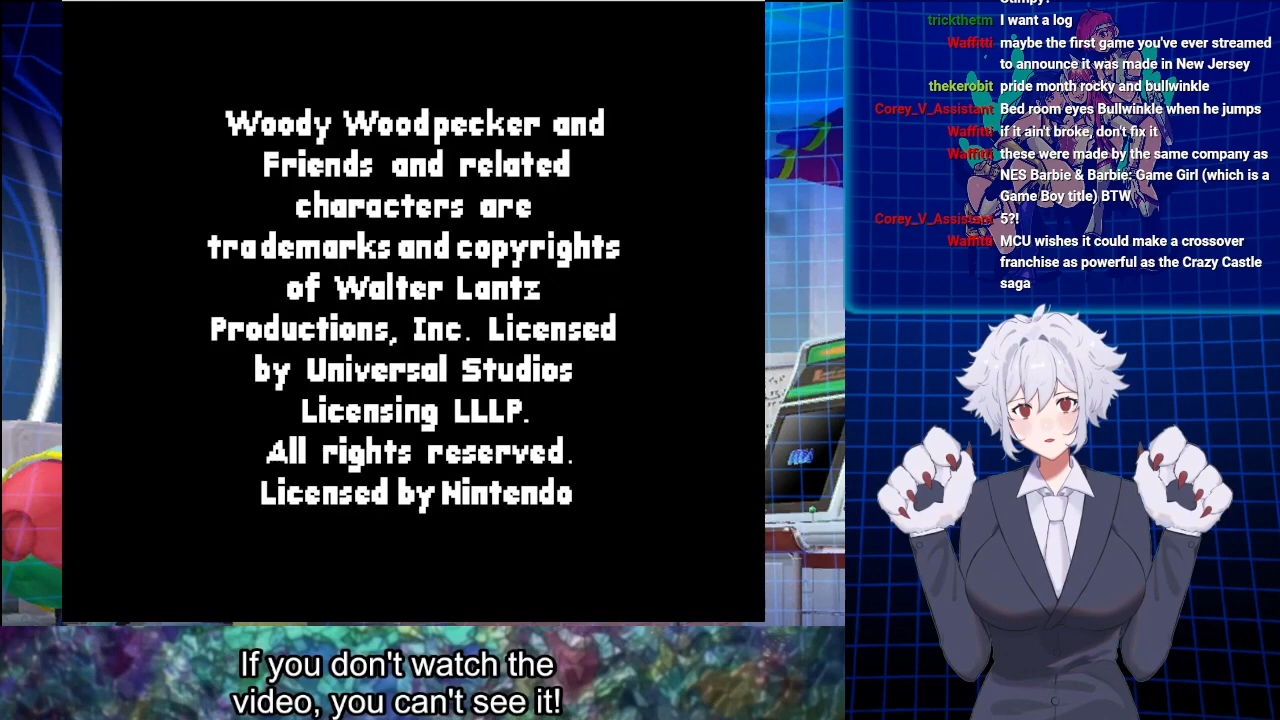 Woody Woodpecker and
Friends and related
characters are
trademarks and copyrights
of Walter Lantz
Productions, Inc. Licensed
by Universal Studios
Licensing LLLP.
All rights reserved.
Licensed by Nintendo
If you don't watch the
video, you can't see it!
trickthetm I want a log
Waffitti maybe the first game you've ever streamed
to announce it was made in New Jersey
thekerobit pride month rocky and bullwinkle
Corey_V_Assistant Bed room eyes Bullwinkle when he jumps
Waffitti if it ain't broke, don't fix it
Waffitti these were made by the same company as
NES Barbie & Barbie: Game Girl (which is a
Game Boy title) BTW
Corey_V_Assistant 5?!
Waffitti MCU wishes it could make a crossover
franchise as powerful as the Crazy Castle
saga